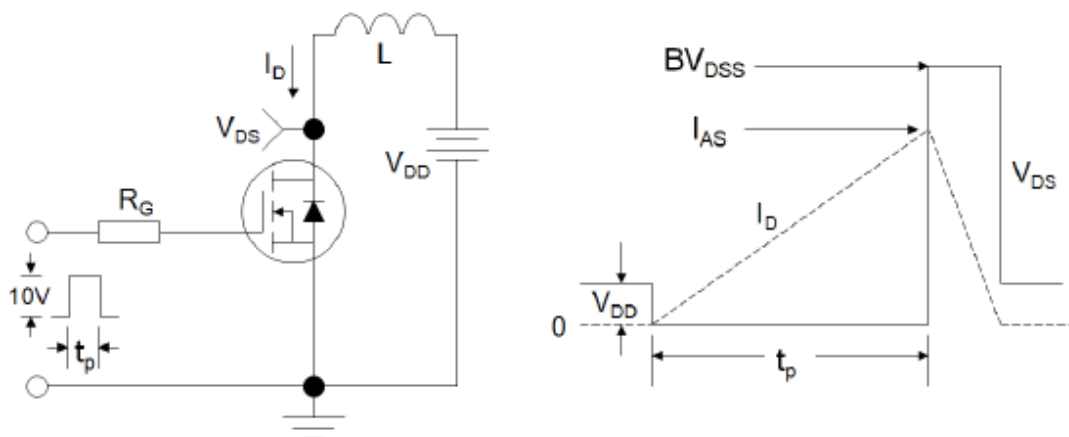 I_D
L
V_DS
V_DD
R_G
10V
t_p
BV_DSS
I_AS
V_DS
I_D
V_DD
0
t_p